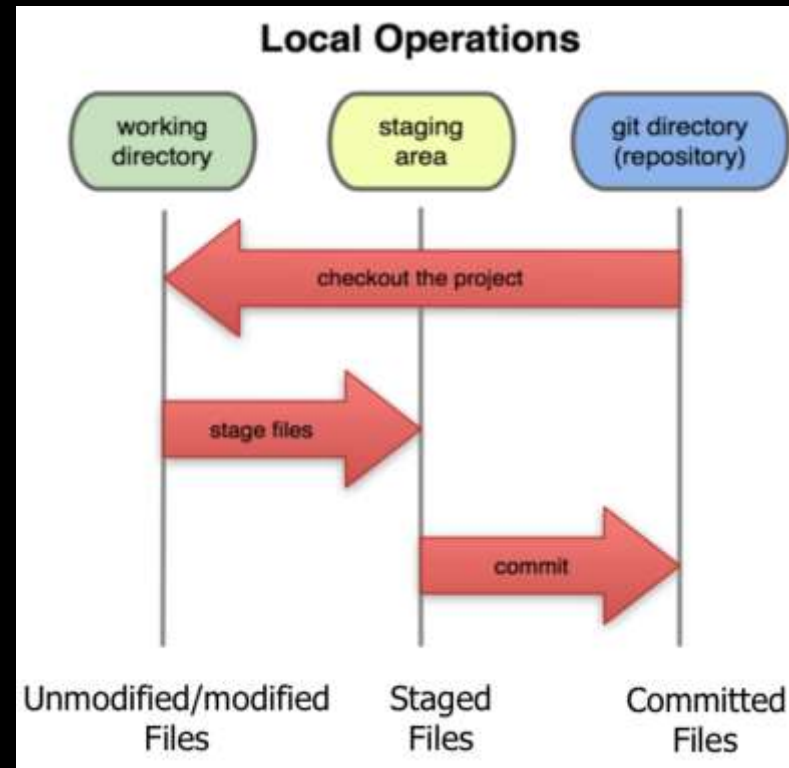 Local Operations
working
directory
staging
area
git directory
(repository)
checkout the project
stage files
commit
Unmodified/modified
Files
Staged
Files
Committed
Files